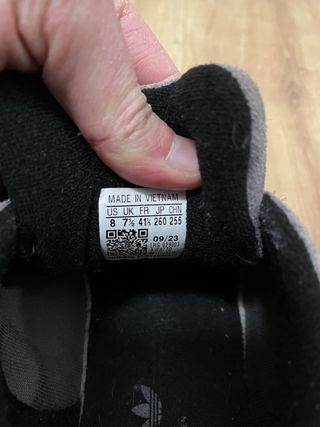 MADE IN VIETNAM
US UK FR JP CHN
8 7½ 41⅓ 260 255
09/23